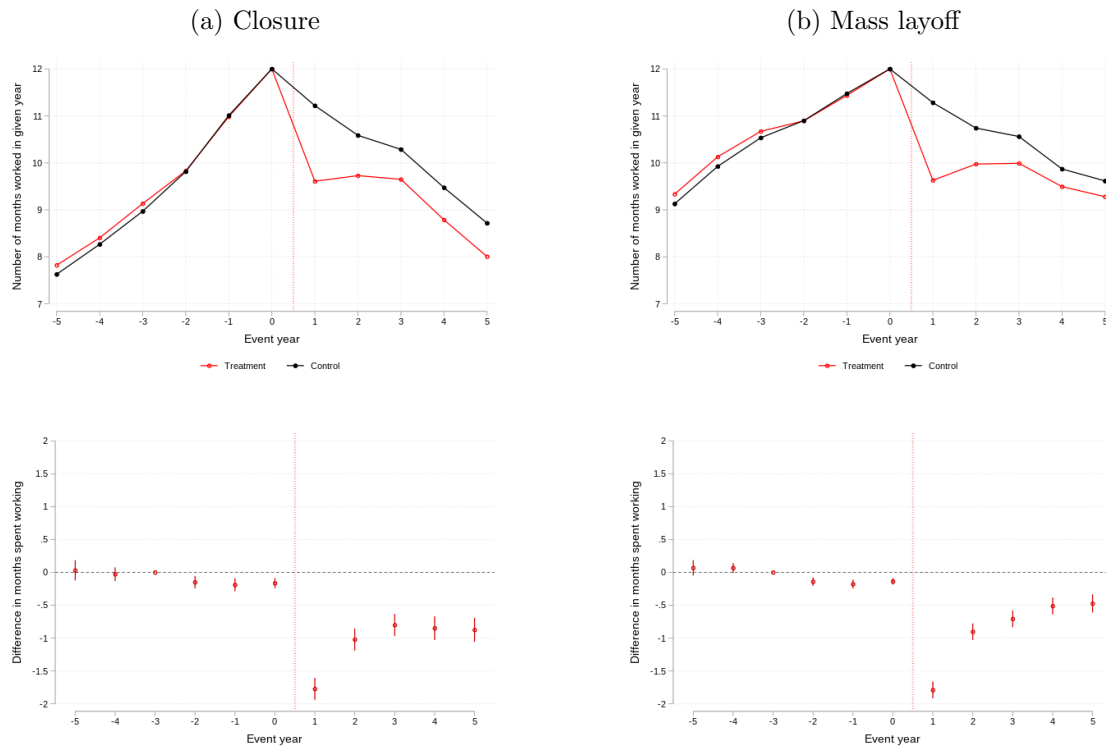 (a) Closure
Number of months worked in given year
12
11
10
9
8
7
-5 -4 -3 -2 -1 0 1 2 3 4 5
Event year
Treatment Control
(b) Mass layoff
Number of months worked in given year
12
11
10
9
8
7
-5 -4 -3 -2 -1 0 1 2 3 4 5
Event year
Treatment Control
Difference in months spent working
2
1.5
1
.5
0
-.5
-1
-1.5
-2
-5 -4 -3 -2 -1 0 1 2 3 4 5
Event year
Difference in months spent working
2
1.5
1
.5
0
-.5
-1
-1.5
-2
-5 -4 -3 -2 -1 0 1 2 3 4 5
Event year